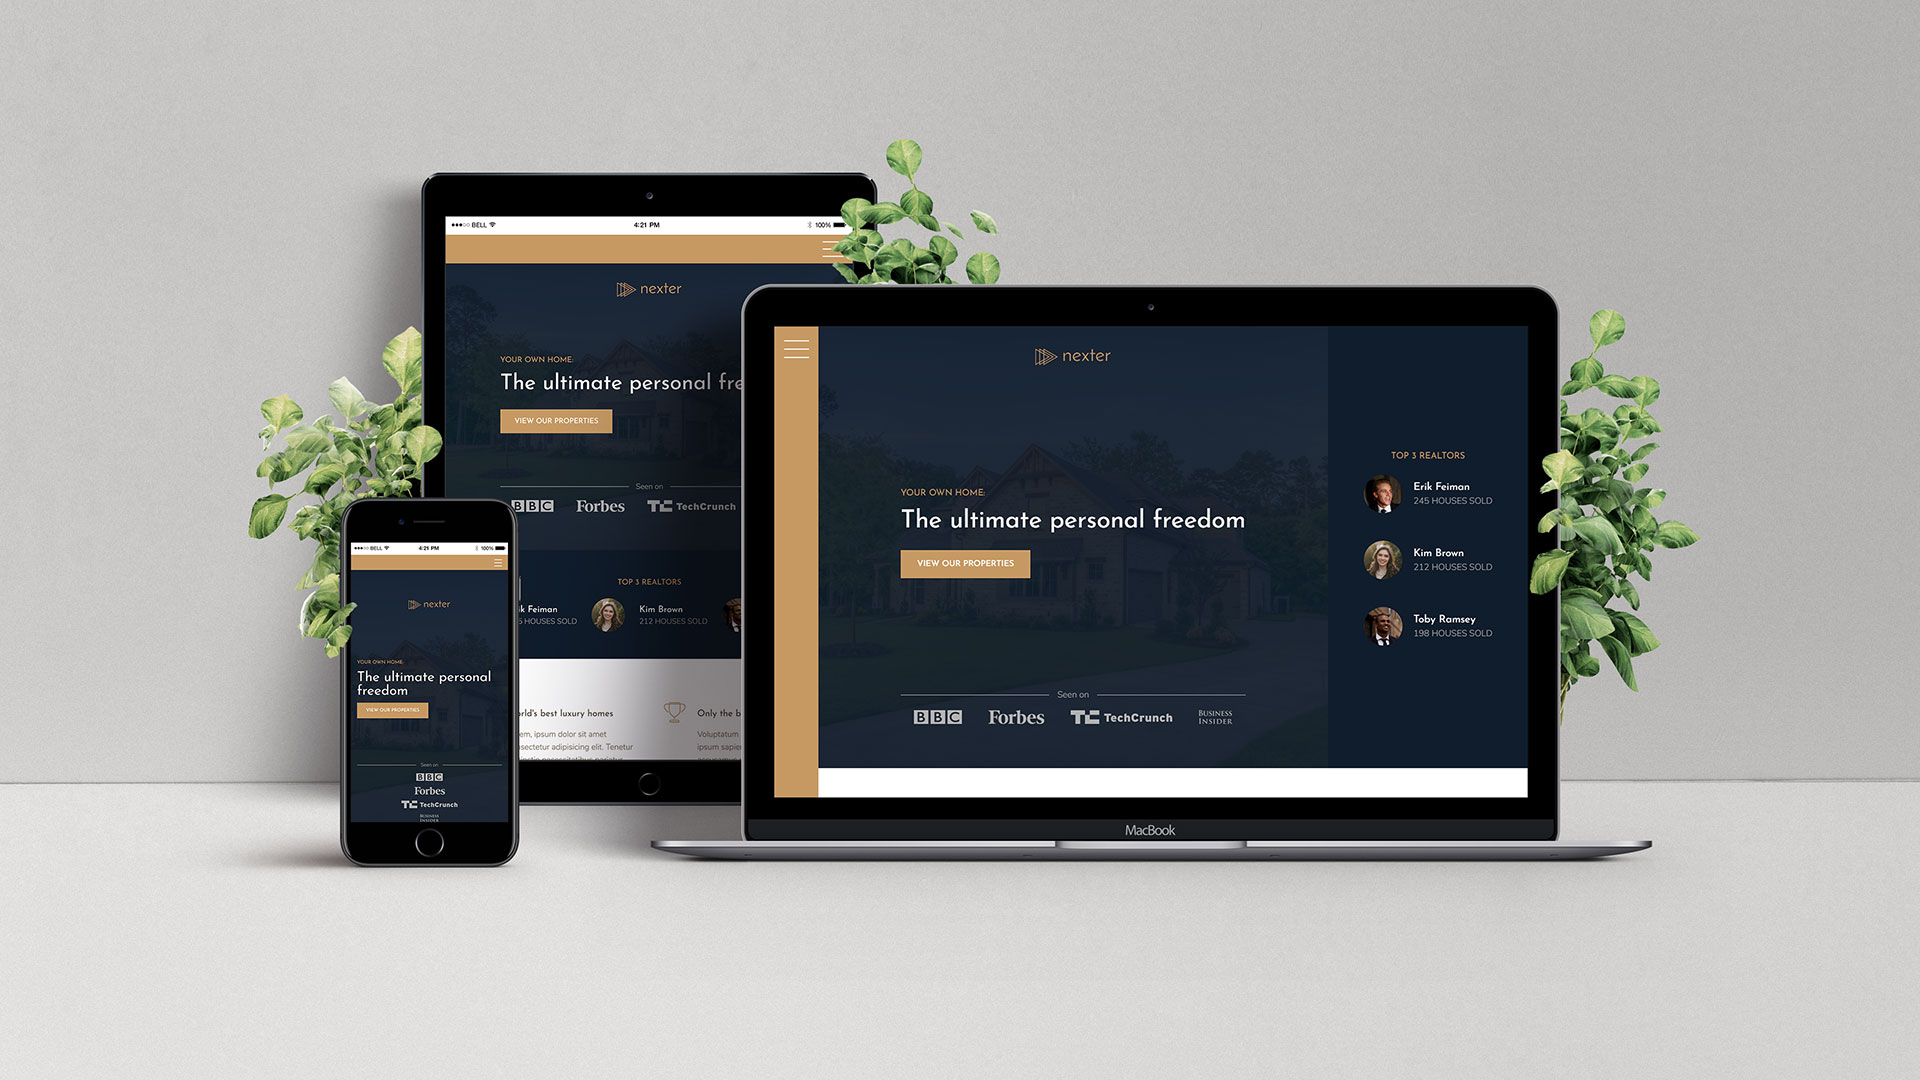 ●●●○○ BELL
4:21 PM
100%
nexter
YOUR OWN HOME:
The ultimate personal fre
VIEW OUR PROPERTIES
Seen on
BBC
Forbes
TC TechCrunch
TOP 3 REALTORS
k Feiman
5 HOUSES SOLD
Kim Brown
212 HOUSES SOLD
rld's best luxury homes
em, ipsum dolor sit amet
nsectetur adipisicing elit. Tenetur
Only the b
Voluptatum
ipsum sapie
●●●○○ BELL
4:21 PM
100%
nexter
YOUR OWN HOME:
The ultimate personal
freedom
VIEW OUR PROPERTIES
Seen on
BBC
Forbes
TC TechCrunch
BUSINESS
INSIDER
nexter
YOUR OWN HOME:
The ultimate personal freedom
VIEW OUR PROPERTIES
Seen on
BBC
Forbes
TC TechCrunch
BUSINESS
INSIDER
TOP 3 REALTORS
Erik Feiman
245 HOUSES SOLD
Kim Brown
212 HOUSES SOLD
Toby Ramsey
198 HOUSES SOLD
MacBook